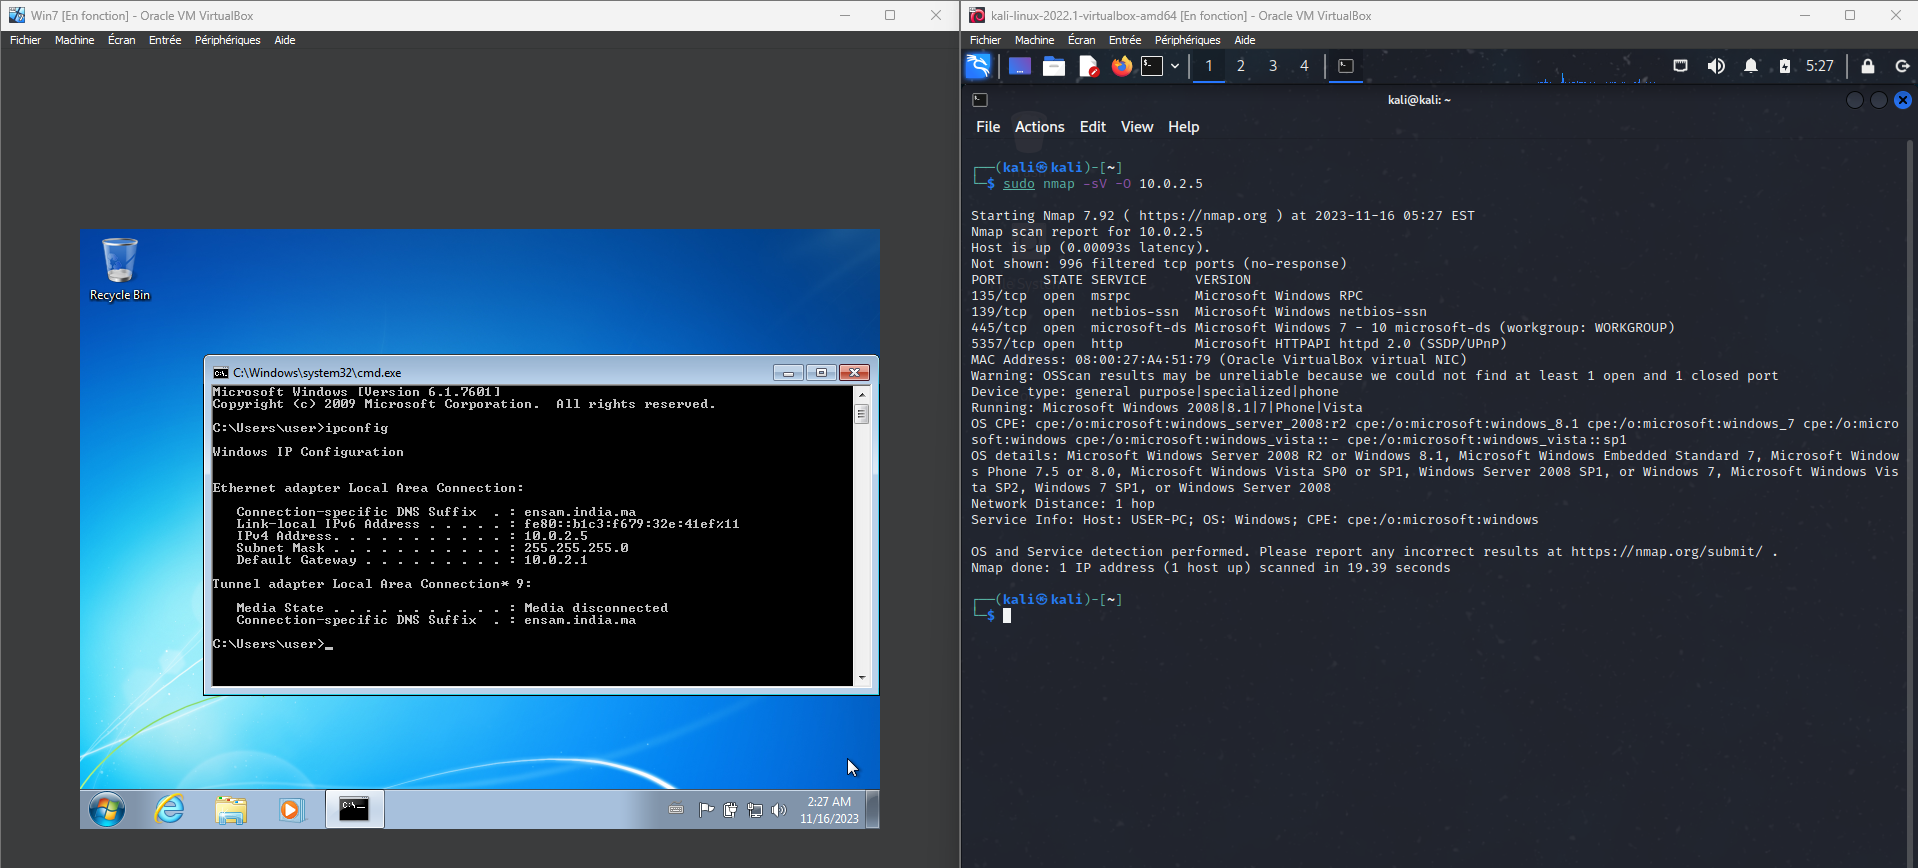 Win7 [En fonction] - Oracle VM VirtualBox
Fichier Machine Écran Entrée Périphériques Aide
Recycle Bin
C:\Windows\system32\cmd.exe
Microsoft Windows [Version 6.1.7601]
Copyright (c) 2009 Microsoft Corporation.  All rights reserved.
C:\Users\user>ipconfig
Windows IP Configuration
Ethernet adapter Local Area Connection:
   Connection-specific DNS Suffix  . : ensam.india.ma
   Link-local IPv6 Address . . . . . : fe80::b1c3:f679:32e:41ef%11
   IPv4 Address. . . . . . . . . . . : 10.0.2.5
   Subnet Mask . . . . . . . . . . . : 255.255.255.0
   Default Gateway . . . . . . . . . : 10.0.2.1
Tunnel adapter Local Area Connection* 9:
   Media State . . . . . . . . . . . : Media disconnected
   Connection-specific DNS Suffix  . : ensam.india.ma
C:\Users\user>_
2:27 AM
11/16/2023
kali-linux-2022.1-virtualbox-amd64 [En fonction] - Oracle VM VirtualBox
Fichier Machine Écran Entrée Périphériques Aide
1 2 3 4 5:27
kali@kali: ~
File Actions Edit View Help
┌──(kali㉿kali)-[~]
└─$ sudo nmap -sV -O 10.0.2.5
Starting Nmap 7.92 ( https://nmap.org ) at 2023-11-16 05:27 EST
Nmap scan report for 10.0.2.5
Host is up (0.00093s latency).
Not shown: 996 filtered tcp ports (no-response)
PORT     STATE SERVICE      VERSION
135/tcp  open  msrpc        Microsoft Windows RPC
139/tcp  open  netbios-ssn  Microsoft Windows netbios-ssn
445/tcp  open  microsoft-ds Microsoft Windows 7 - 10 microsoft-ds (workgroup: WORKGROUP)
5357/tcp open  http         Microsoft HTTPAPI httpd 2.0 (SSDP/UPnP)
MAC Address: 08:00:27:A4:51:79 (Oracle VirtualBox virtual NIC)
Warning: OSScan results may be unreliable because we could not find at least 1 open and 1 closed port
Device type: general purpose|specialized|phone
Running: Microsoft Windows 2008|8.1|7|Phone|Vista
OS CPE: cpe:/o:microsoft:windows_server_2008:r2 cpe:/o:microsoft:windows_8.1 cpe:/o:microsoft:windows_7 cpe:/o:micro
soft:windows cpe:/o:microsoft:windows_vista::- cpe:/o:microsoft:windows_vista::sp1
OS details: Microsoft Windows Server 2008 R2 or Windows 8.1, Microsoft Windows Embedded Standard 7, Microsoft Window
s Phone 7.5 or 8.0, Microsoft Windows Vista SP0 or SP1, Windows Server 2008 SP1, or Windows 7, Microsoft Windows Vis
ta SP2, Windows 7 SP1, or Windows Server 2008
Network Distance: 1 hop
Service Info: Host: USER-PC; OS: Windows; CPE: cpe:/o:microsoft:windows
OS and Service detection performed. Please report any incorrect results at https://nmap.org/submit/ .
Nmap done: 1 IP address (1 host up) scanned in 19.39 seconds
┌──(kali㉿kali)-[~]
└─$